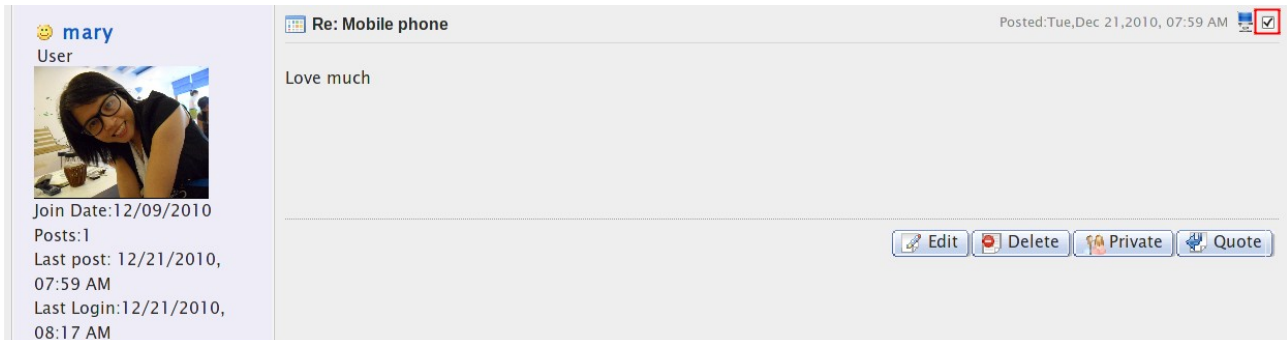 mary
User
Join Date:12/09/2010
Posts:1
Last post: 12/21/2010,
07:59 AM
Last Login:12/21/2010,
08:17 AM
Re: Mobile phone
Posted:Tue,Dec 21,2010, 07:59 AM
Love much
Edit Delete Private Quote